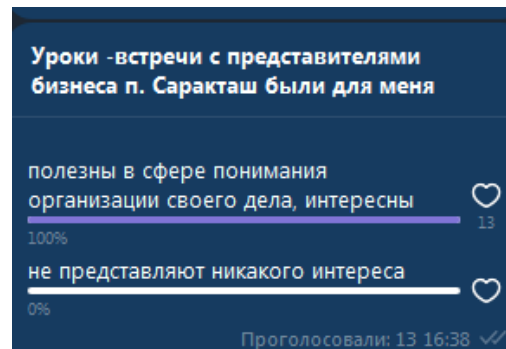 Уроки -встречи с представителями
бизнеса п. Саракташ были для меня
полезны в сфере понимания
организации своего дела, интересны
13
100%
не представляют никакого интереса
0%
Проголосовали: 13 16:38